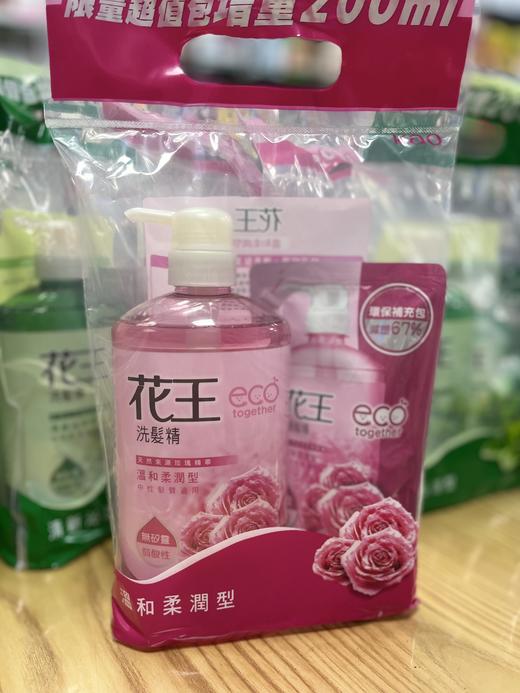 限量超值包增量200ml
花王
環保補充包
減塑67%
花王
洗髮精
eco
together
天然來源玫瑰精華
溫和柔潤型
中性髮質適用
無矽靈
弱酸性
花王
eco
together
溫和柔潤型